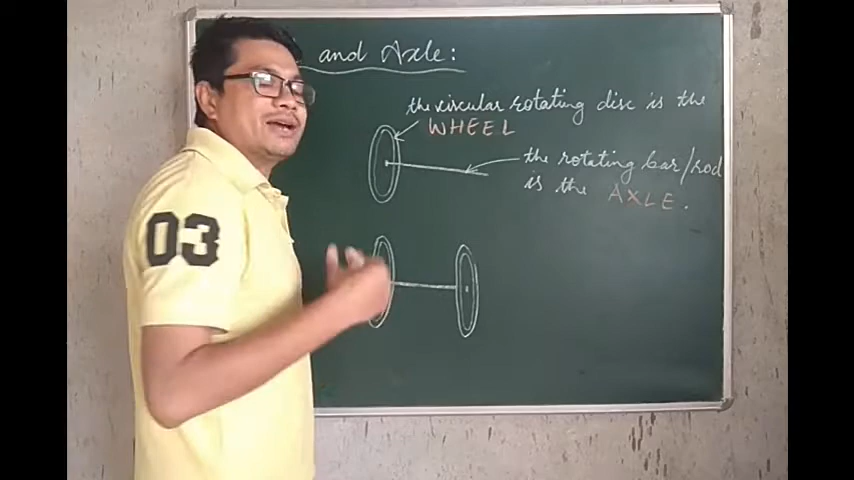 and Axle:
the circular rotating disc is the
WHEEL
the rotating bar/rod
is the AXLE.
03